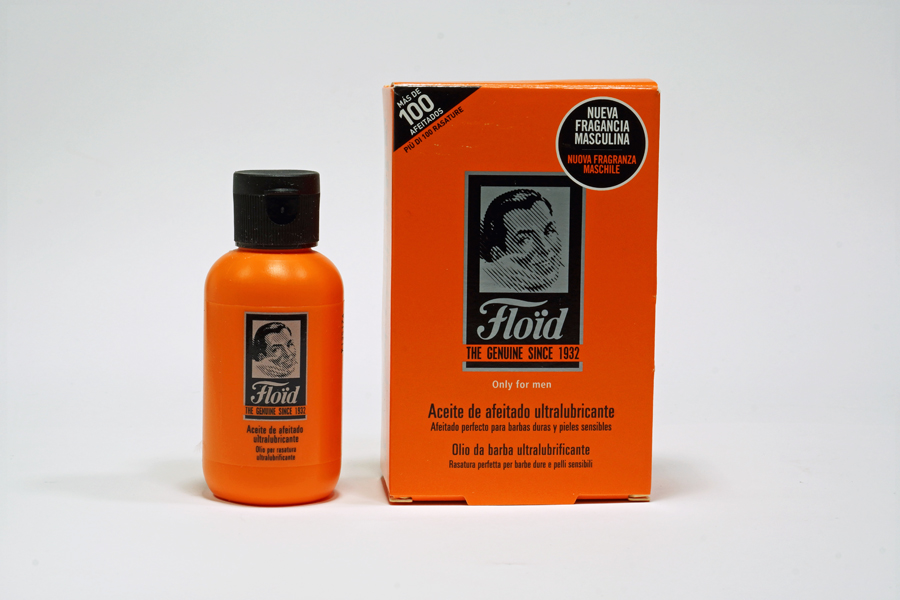 Floïd
THE GENUINE SINCE 1932
Aceite de afeitado
ultralubricante
Olio per rasatura
ultralubrificante
MÁS DE
100
AFEITADOS
PIÙ DI 100 RASATURE
NUEVA
FRAGANCIA
MASCULINA
NUOVA FRAGRANZA
MASCHILE
Floïd
THE GENUINE SINCE 1932
Only for men
Aceite de afeitado ultralubricante
Afeitado perfecto para barbas duras y pieles sensibles
Olio da barba ultralubrificante
Rasatura perfetta per barbe dure e pelli sensibili